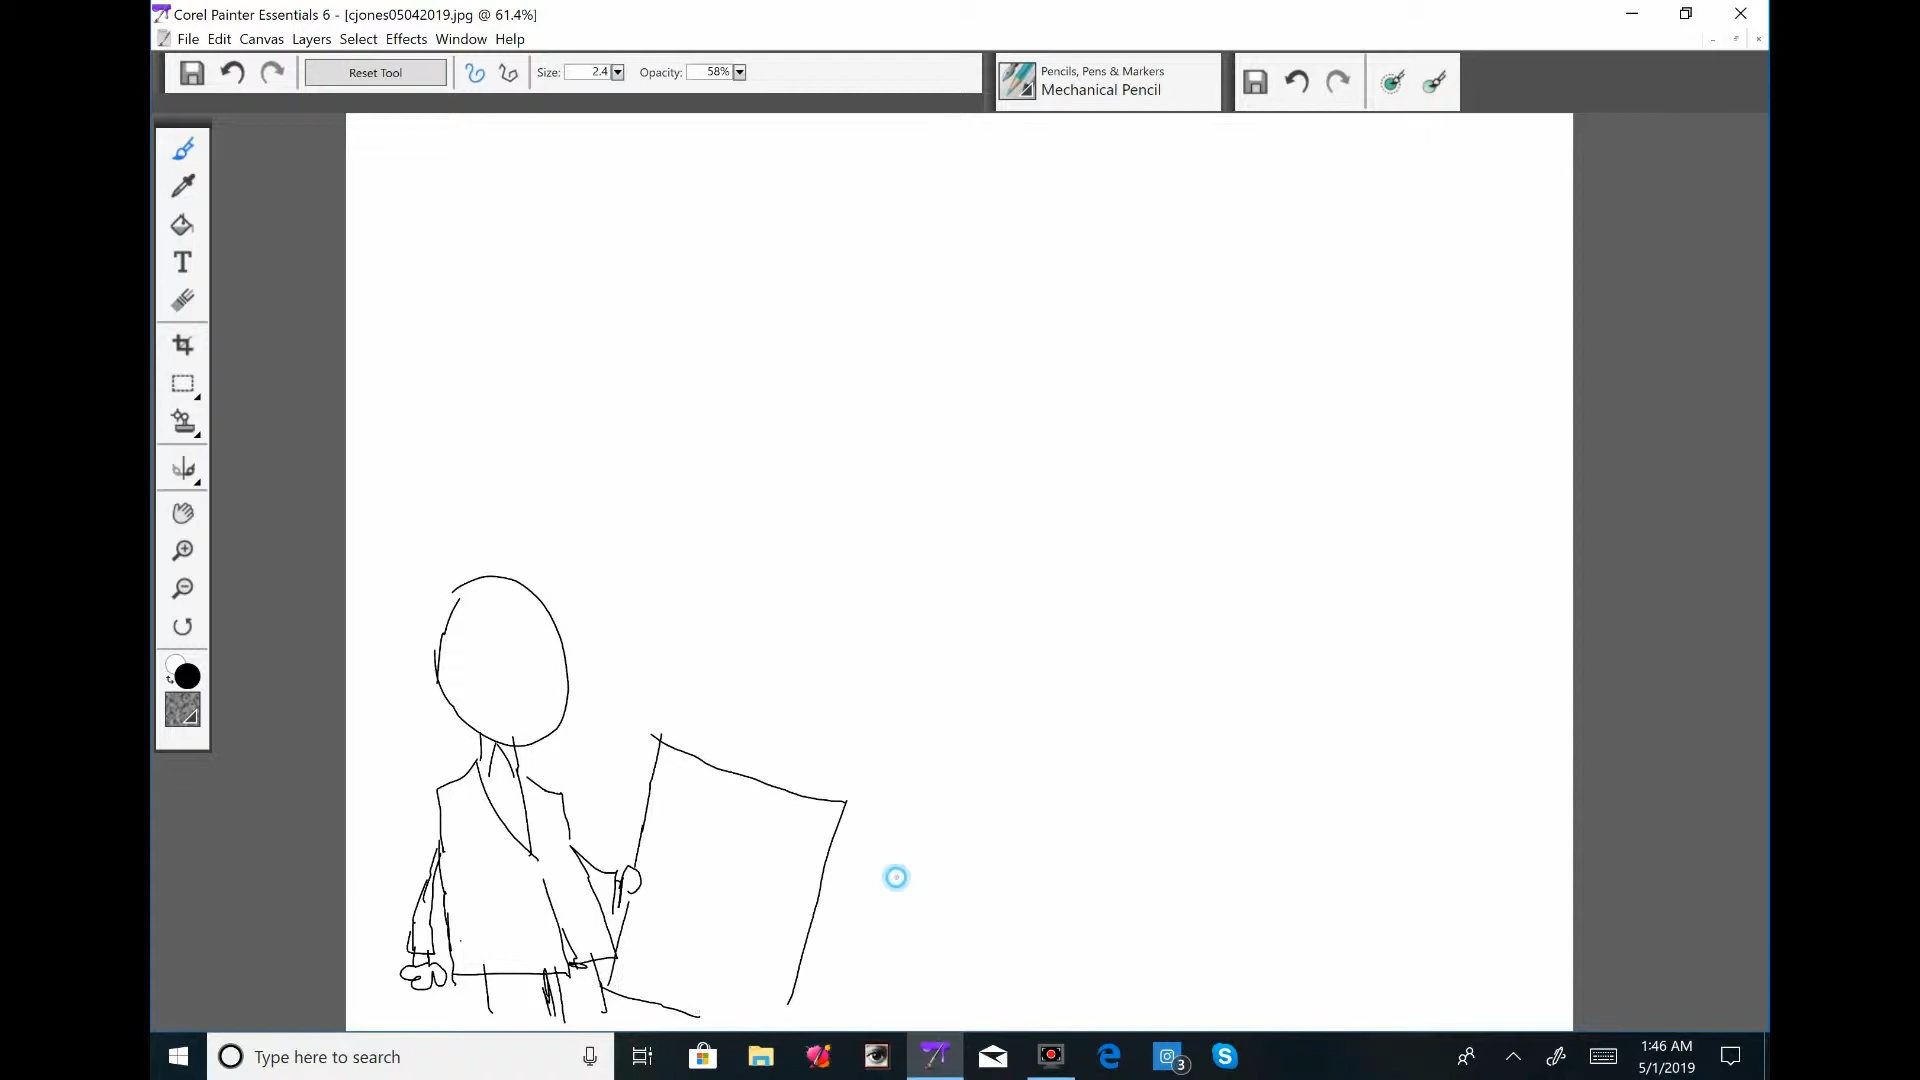 Corel Painter Essentials 6 - [cjones05042019.jpg @ 61.4%]
File Edit Canvas Layers Select Effects Window Help
Reset Tool Size: 2.4 Opacity: 58%
Pencils, Pens & Markers
Mechanical Pencil
T
Type here to search
3
1:46 AM
5/1/2019